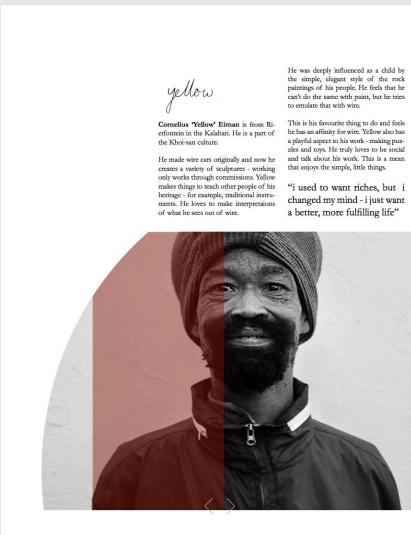 yellow
Cornelius 'Yellow' Eiman is from Ri-
etfontein in the Kalahari. He is a part of
the Khoi-san culture.
He made wire cars originally and now he
creates a variety of sculptures - working
only works through commissions. Yellow
makes things to teach other people of his
heritage - for example, traditional instru-
ments. He loves to make interpretaions
of what he sees out of wire.
He was deeply influenced as a child by
the simple, elegant style of the rock
paintings of his people. He feels that he
can't do the same with paint, but he tries
to emulate that with wire.
This is his favourite thing to do and feels
he has an affinity for wire. Yellow also has
a playful aspect to his work - making puz-
zles and toys. He truly loves to be social
and talk about his work. This is a mean
that enjoys the simple, little things.
“i used to want riches, but i
changed my mind - i just want
a better, more fulfilling life”